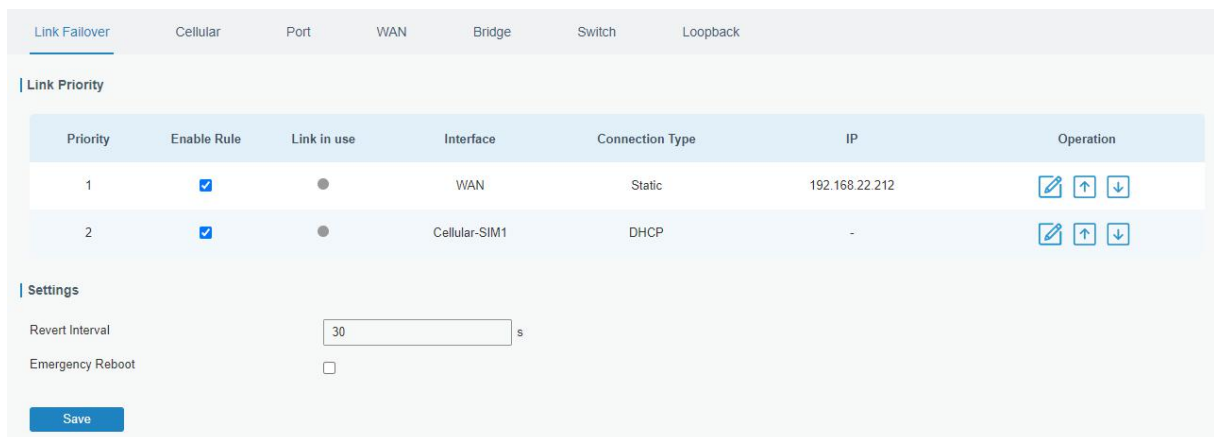 Link Failover Cellular Port WAN Bridge Switch Loopback
Link Priority
Priority Enable Rule Link in use Interface Connection Type IP Operation
1 WAN Static 192.168.22.212
2 Cellular-SIM1 DHCP -
Settings
Revert Interval 30 s
Emergency Reboot
Save